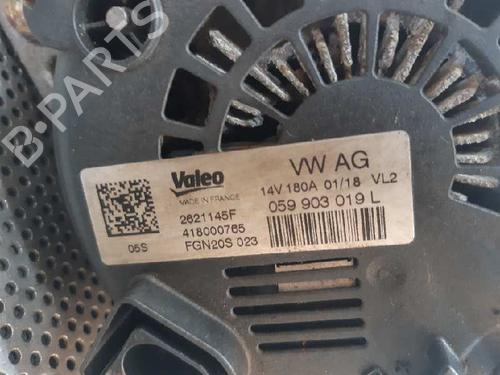 B-PARTS
Valeo
MADE IN FRANCE
2621145F
418000765
FGN20S 023
05S
VW AG
14V 180A 01/18 VL2
059 903 019 L